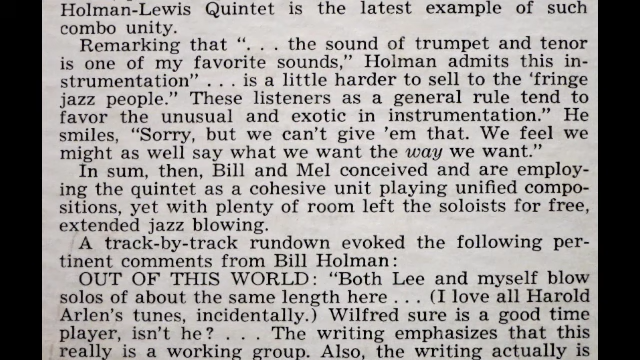 Holman-Lewis Quintet is the latest example of such
combo unity.
Remarking that “. . . the sound of trumpet and tenor
is one of my favorite sounds,” Holman admits this in-
strumentation” . . . is a little harder to sell to the ’fringe
jazz people.” These listeners as a general rule tend to
favor the unusual and exotic in instrumentation.” He
smiles, “Sorry, but we can’t give ’em that. We feel we
might as well say what we want the way we want.”
In sum, then, Bill and Mel conceived and are employ-
ing the quintet as a cohesive unit playing unified compo-
sitions, yet with plenty of room left the soloists for free,
extended jazz blowing.
A track-by-track rundown evoked the following per-
tinent comments from Bill Holman:
OUT OF THIS WORLD: “Both Lee and myself blow
solos of about the same length here . . . (I love all Harold
Arlen’s tunes, incidentally.) Wilfred sure is a good time
player, isn’t he? . . . The writing emphasizes that this
really is a working group. Also, the writing actually is